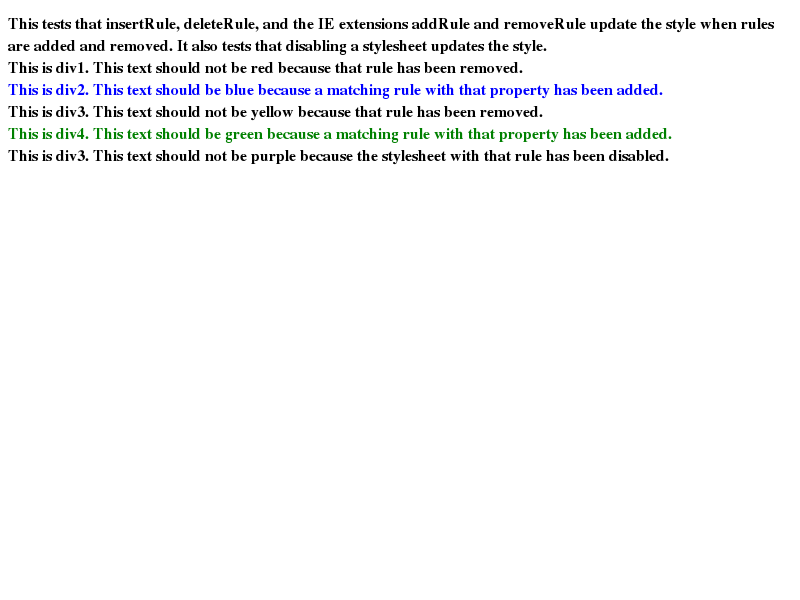 This tests that insertRule, deleteRule, and the IE extensions addRule and removeRule update the style when rules
are added and removed. It also tests that disabling a stylesheet updates the style.
This is div1. This text should not be red because that rule has been removed.
This is div2. This text should be blue because a matching rule with that property has been added.
This is div3. This text should not be yellow because that rule has been removed.
This is div4. This text should be green because a matching rule with that property has been added.
This is div3. This text should not be purple because the stylesheet with that rule has been disabled.